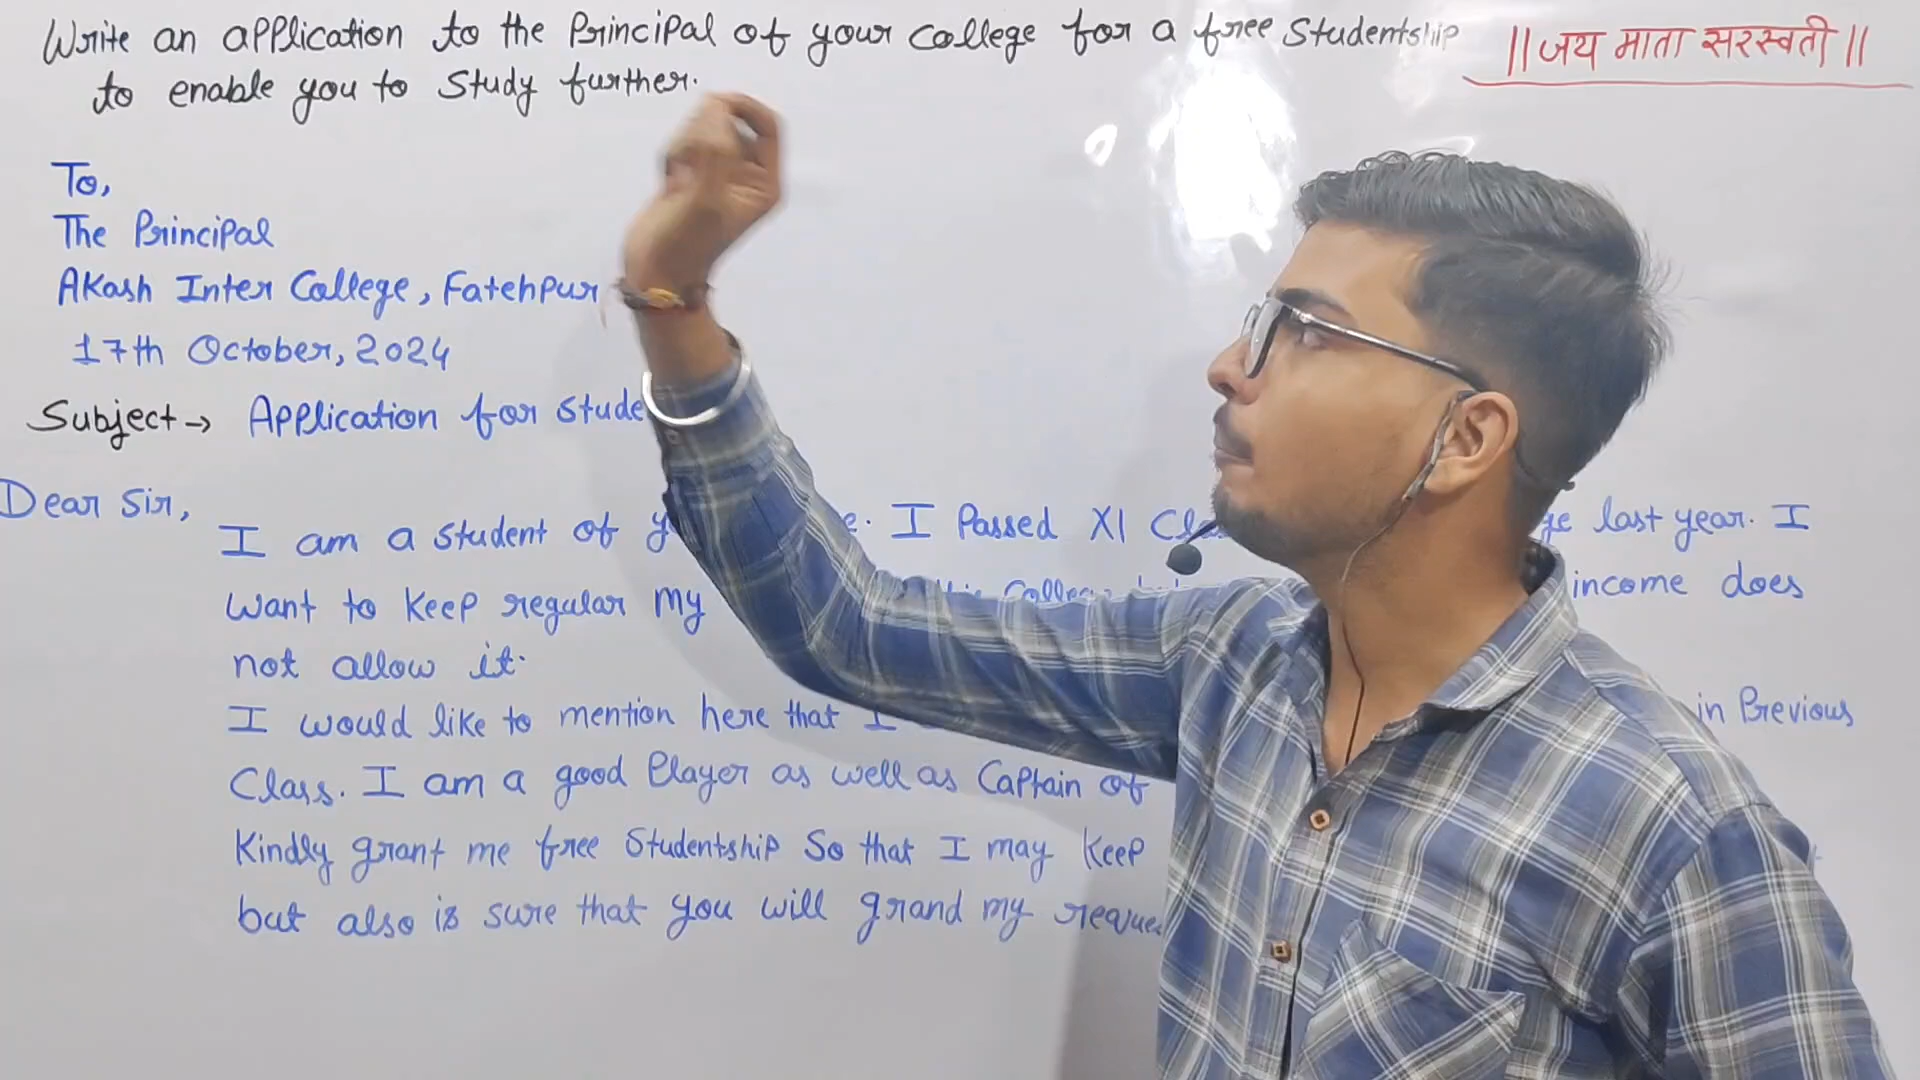 Write an application to the Principal of your College for a free Studentship
to enable you to Study further.
||जय माता सरस्वती||
To,
The Principal
Akash Inter College, Fatehpur
17th October, 2024
Subject → Application for
Dear Sir,
I am a student of I Passed XI last year. I
Want to Keep regular my income does
not allow it.
I would like to mention here that I in Previous
Class. I am a good Player as well as Captain of
Kindly grant me free Studentship So that I may Keep
but also is sure that you will grand my